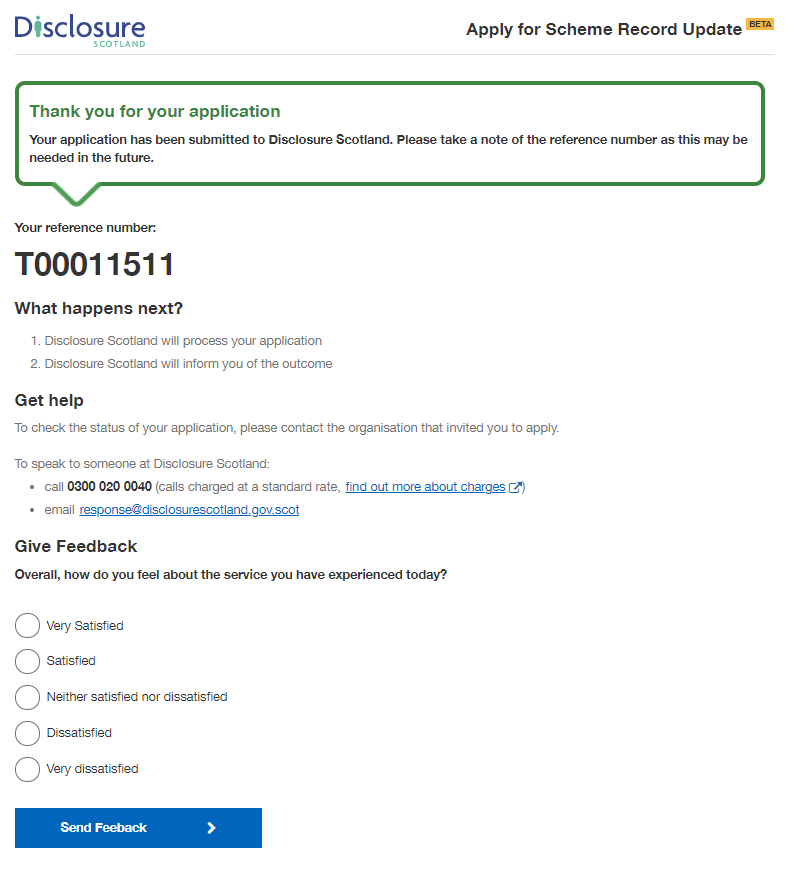 Disclosure
SCOTLAND
Apply for Scheme Record Update BETA
Thank you for your application
Your application has been submitted to Disclosure Scotland. Please take a note of the reference number as this may be
needed in the future.
Your reference number:
T00011511
What happens next?
1. Disclosure Scotland will process your application
2. Disclosure Scotland will inform you of the outcome
Get help
To check the status of your application, please contact the organisation that invited you to apply.
To speak to someone at Disclosure Scotland:
• call 0300 020 0040 (calls charged at a standard rate, find out more about charges)
• email response@disclosurescotland.gov.scot
Give Feedback
Overall, how do you feel about the service you have experienced today?
Very Satisfied
Satisfied
Neither satisfied nor dissatisfied
Dissatisfied
Very dissatisfied
Send Feeback